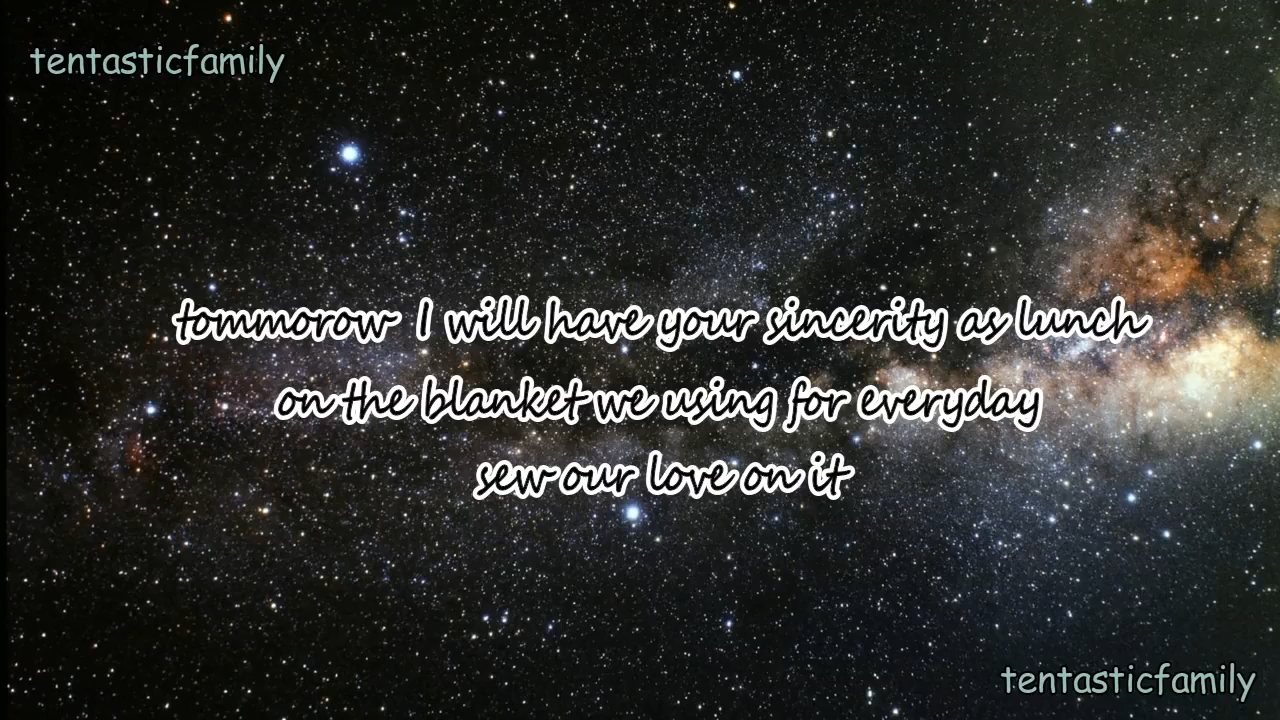 tentasticfamily
tommorow I will have your sincerity as lunch
on the blanket we using for everyday
sew our love on it
tentasticfamily